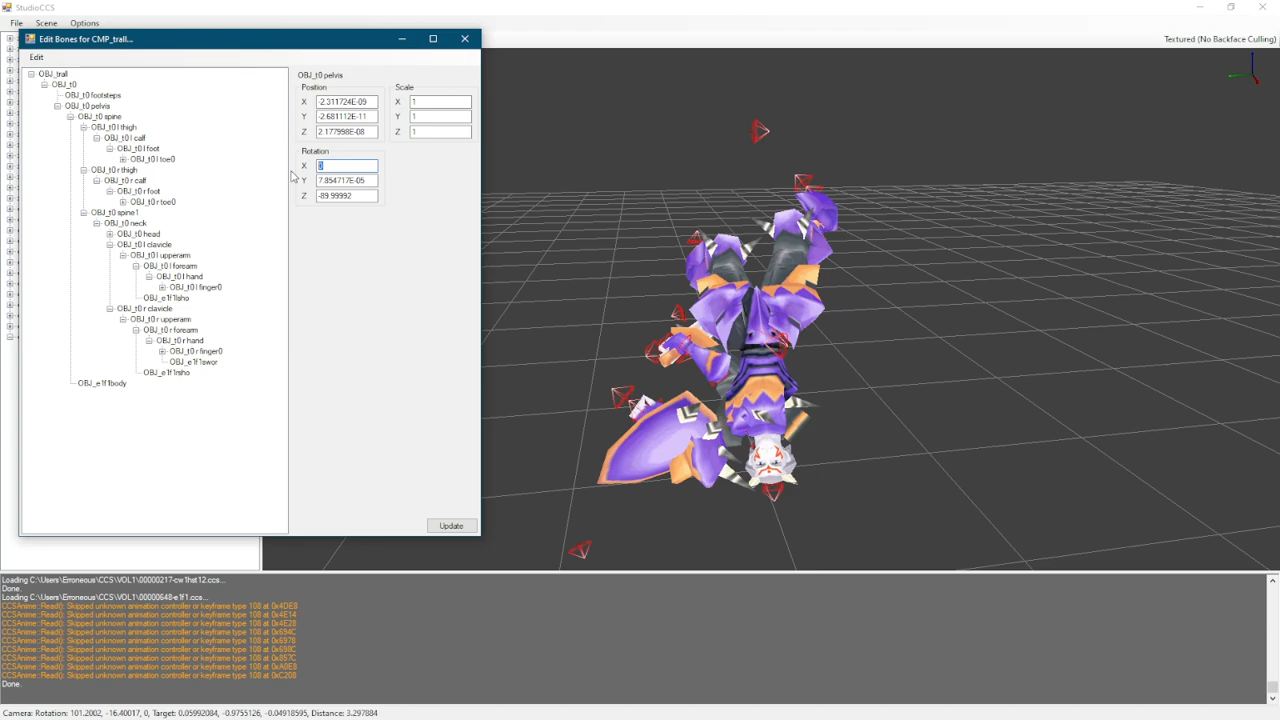 StudioCCS
File Scene Options
Textured (No Backface Culling)
Edit Bones for CMP_trall...
Edit
OBJ_trall
OBJ_t0
OBJ_t0 footsteps
OBJ_t0 pelvis
OBJ_t0 spine
OBJ_t0 l thigh
OBJ_t0 l calf
OBJ_t0 l foot
OBJ_t0 l toe0
OBJ_t0 r thigh
OBJ_t0 r calf
OBJ_t0 r foot
OBJ_t0 r toe0
OBJ_t0 spine1
OBJ_t0 neck
OBJ_t0 head
OBJ_t0 l clavicle
OBJ_t0 l upperarm
OBJ_t0 l forearm
OBJ_t0 l hand
OBJ_t0 l finger0
OBJ_e1f1lsho
OBJ_t0 r clavicle
OBJ_t0 r upperarm
OBJ_t0 r forearm
OBJ_t0 r hand
OBJ_t0 r finger0
OBJ_e1f1swor
OBJ_e1f1rsho
OBJ_e1f1body
OBJ_t0 pelvis
Position
X -2.311724E-09
Y -2.681112E-11
Z 2.177998E-08
Scale
X 1
Y 1
Z 1
Rotation
X 0
Y 7.854717E-05
Z -89.99992
Update
Loading C:\Users\Erroneous\CCS\VOL1\00000217-cw1hst12.ccs...
Done.
Loading C:\Users\Erroneous\CCS\VOL1\00000648-e1f1.ccs...
CCSAnime::Read(): Skipped unknown animation controller or keyframe type 108 at 0x4DE8
CCSAnime::Read(): Skipped unknown animation controller or keyframe type 108 at 0x4E14
CCSAnime::Read(): Skipped unknown animation controller or keyframe type 108 at 0x4E28
CCSAnime::Read(): Skipped unknown animation controller or keyframe type 108 at 0x694C
CCSAnime::Read(): Skipped unknown animation controller or keyframe type 108 at 0x6978
CCSAnime::Read(): Skipped unknown animation controller or keyframe type 108 at 0x698C
CCSAnime::Read(): Skipped unknown animation controller or keyframe type 108 at 0x857C
CCSAnime::Read(): Skipped unknown animation controller or keyframe type 108 at 0xA0E8
CCSAnime::Read(): Skipped unknown animation controller or keyframe type 108 at 0xC208
Done.
Camera: Rotation: 101.2002, -16.40017, 0, Target: 0.05992084, -0.9755126, -0.04918595, Distance: 3.297884